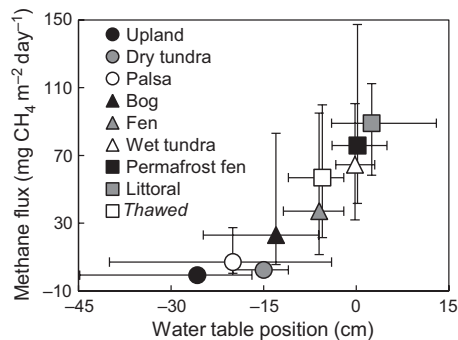 150
110
70
30
–10
Methane flux (mg CH₄ m⁻² day⁻¹)
Upland
Dry tundra
Palsa
Bog
Fen
Wet tundra
Permafrost fen
Littoral
Thawed
–45
–30
–15
0
15
Water table position (cm)